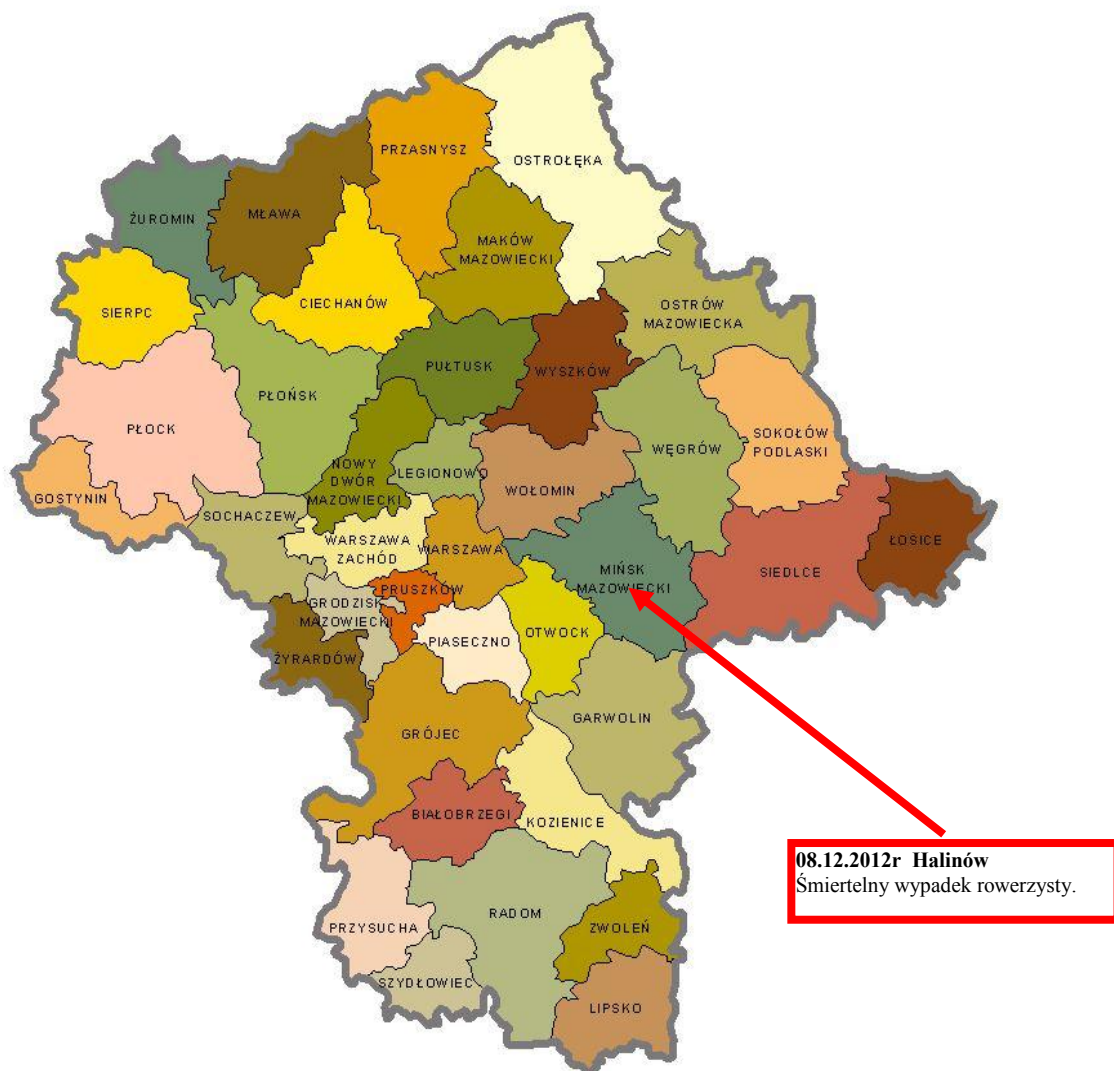 PRZASNYSZ
OSTROŁĘKA
ŻUROMIN
MŁAWA
MAKÓW
MAZOWIECKI
SIERPC
CIECHANÓW
OSTRÓW
MAZOWIECKA
PUŁTUSK
WYSZKÓW
PŁOŃSK
PŁOCK
WĘGRÓW
SOKOŁÓW
PODLASKI
NOWY
DWÓR
MAZOWIECKI
LEGIONOWO
WOŁOMIN
GOSTYNIN
SOCHACZEW
WARSZAWA
ZACHÓD
WARSZAWA
MIŃSK
MAZOWIECKI
SIEDLCE
ŁOSICE
PRUSZKÓW
GRODZISK
MAZOWIECKI
PIASECZNO
OTWOCK
ŻYRARDÓW
GARWOLIN
GRÓJEC
BIAŁOBRZEGI
KOZIENICE
08.12.2012r Halinów
Śmiertelny wypadek rowerzysty.
RADOM
PRZYSUCHA
ZWOLEŃ
SZYDŁOWIEC
LIPSKO